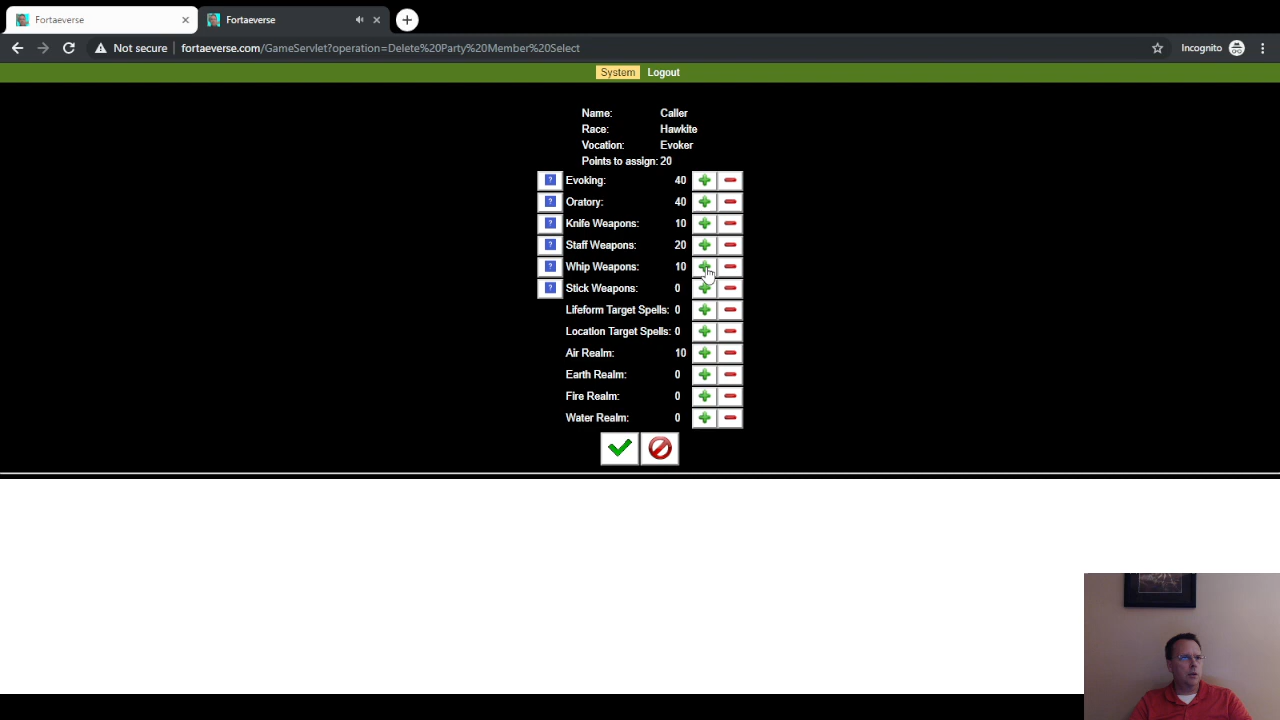 Fortaeverse
Fortaeverse
Not secure fortaeverse.com/GameServlet?operation=Delete%20Party%20Member%20Select Incognito
System Logout
Name: Caller
Race: Hawkite
Vocation: Evoker
Points to assign: 20
? Evoking: 40
? Oratory: 40
? Knife Weapons: 10
? Staff Weapons: 20
? Whip Weapons: 10
? Stick Weapons: 0
Lifeform Target Spells: 0
Location Target Spells: 0
Air Realm: 10
Earth Realm: 0
Fire Realm: 0
Water Realm: 0